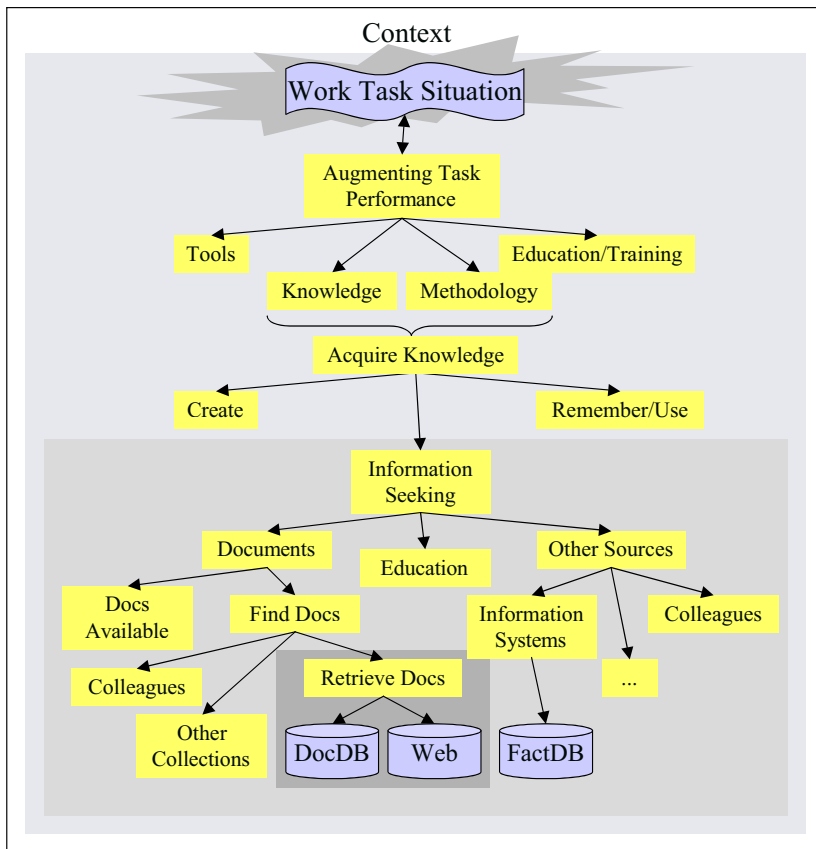 Context
Work Task Situation
Augmenting Task
Performance
Tools
Education/Training
Knowledge
Methodology
Acquire Knowledge
Create
Remember/Use
Information
Seeking
Documents
Education
Other Sources
Docs
Available
Find Docs
Information
Systems
Colleagues
Colleagues
Retrieve Docs
...
Other
Collections
DocDB
Web
FactDB